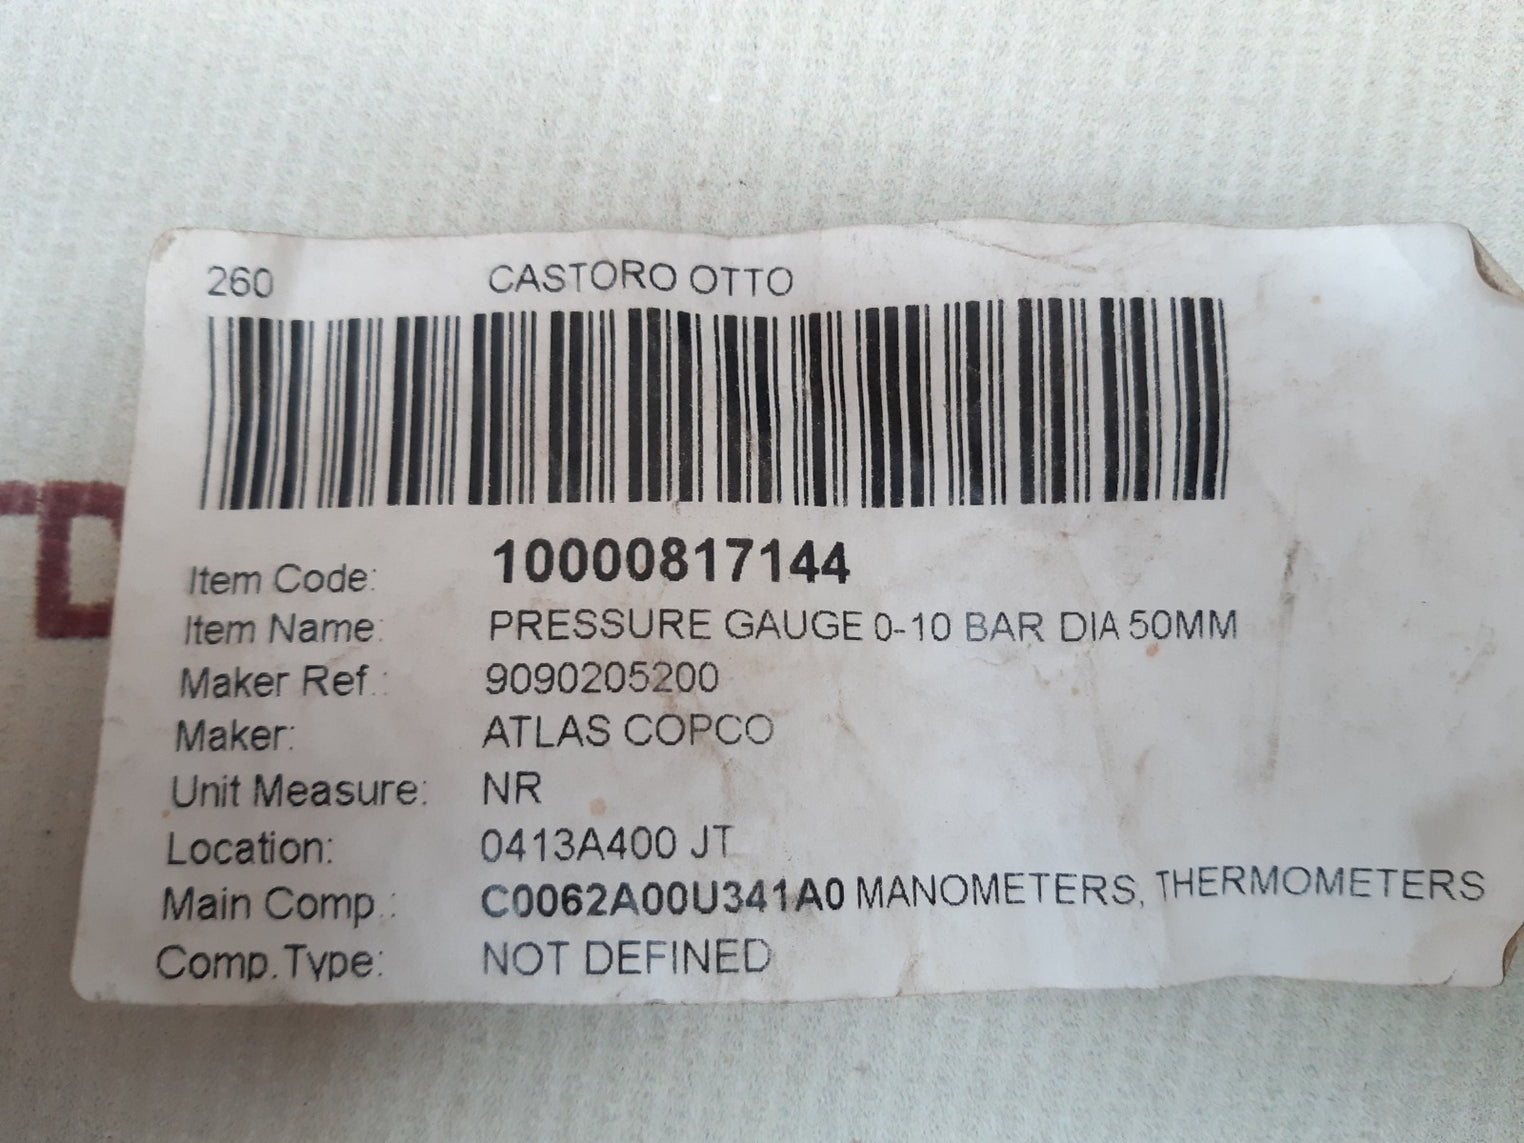 260 CASTORO OTTO
Item Code: 10000817144
Item Name: PRESSURE GAUGE 0-10 BAR DIA 50MM
Maker Ref.: 9090205200
Maker: ATLAS COPCO
Unit Measure: NR
Location: 0413A400 JT
Main Comp.: C0062A00U341A0 MANOMETERS, THERMOMETERS
Comp.Type: NOT DEFINED